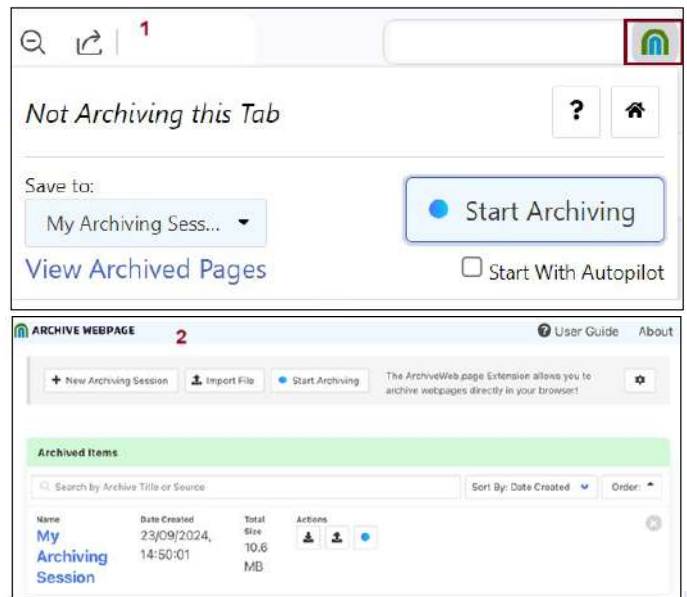 1
Not Archiving this Tab
?
Save to:
My Archiving Sess...
Start Archiving
View Archived Pages
Start With Autopilot
ARCHIVE WEBPAGE
2
? User Guide About
+ New Archiving Session Import File Start Archiving
The ArchiveWeb.page Extension allows you to
archive webpages directly in your browser!
Archived Items
Search by Archive Title or Source
Sort By: Date Created
Order:
Name
Date Created
Total
Size
Actions
My
Archiving
Session
23/09/2024,
14:50:01
10.6
MB